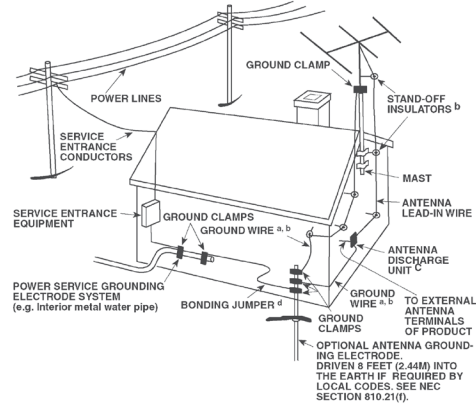 GROUND CLAMP
POWER LINES
STAND-OFF
INSULATORS b
SERVICE
ENTRANCE
CONDUCTORS
MAST
ANTENNA
LEAD-IN WIRE
SERVICE ENTRANCE
EQUIPMENT
GROUND CLAMPS
GROUND WIRE a, b
ANTENNA
DISCHARGE
UNIT C
POWER SERVICE GROUNDING
ELECTRODE SYSTEM
(e.g. Interior metal water pipe)
BONDING JUMPER d
GROUND
WIRE a, b
TO EXTERNAL
ANTENNA
TERMINALS
OF PRODUCT
GROUND
CLAMPS
OPTIONAL ANTENNA GROUND-
ING ELECTRODE.
DRIVEN 8 FEET (2.44M) INTO
THE EARTH IF REQUIRED BY
LOCAL CODES. SEE NEC
SECTION 810.21(f).